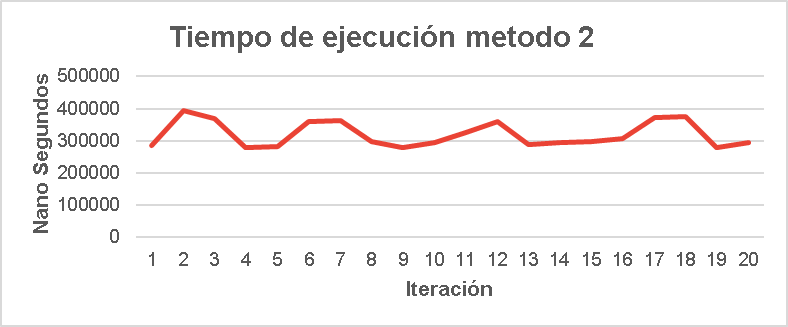 Tiempo de ejecución metodo 2
Nano Segundos
500000
400000
300000
200000
100000
0
1 2 3 4 5 6 7 8 9 10 11 12 13 14 15 16 17 18 19 20
Iteración